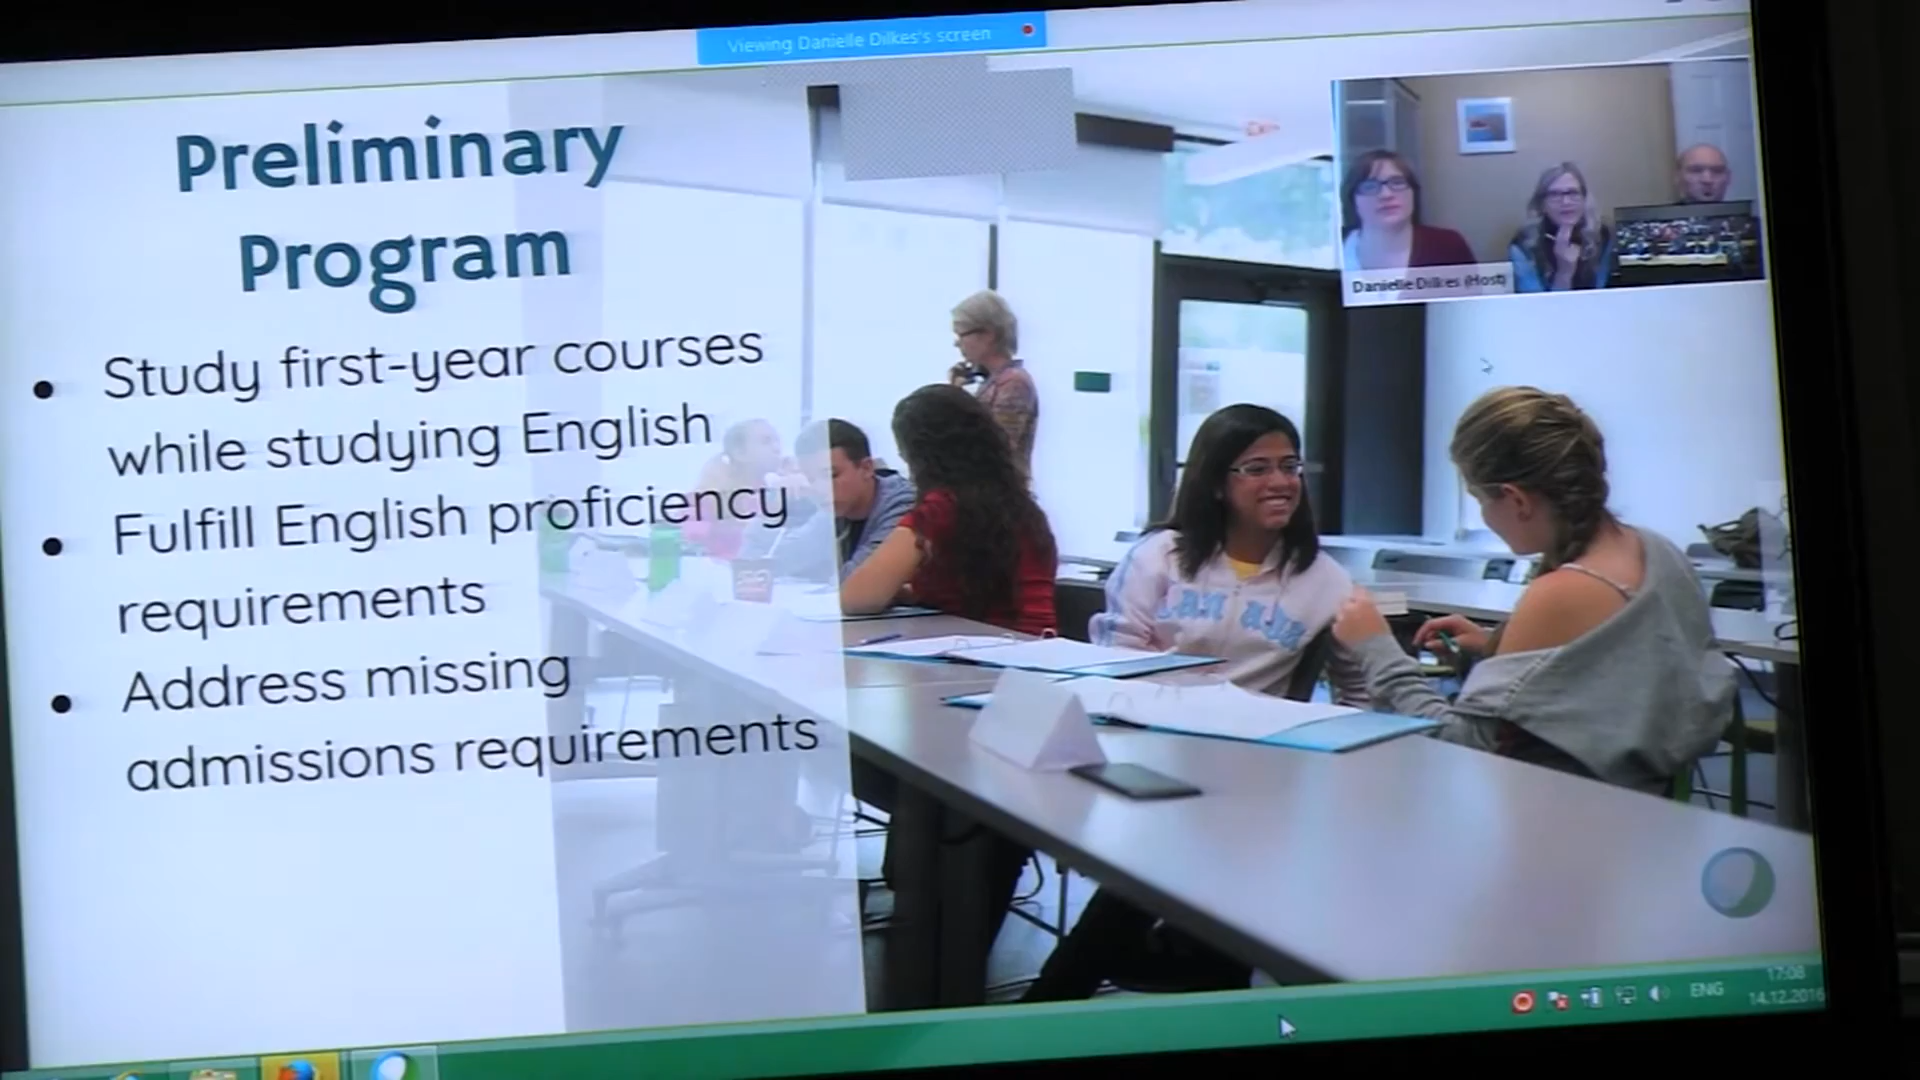 Viewing Danielle Dilkes's screen
Preliminary
Program
Study first-year courses
while studying English
Fulfill English proficiency
requirements
Address missing
admissions requirements
Danielle Dilkes (Host)
ENG
17:08
14.12.2016